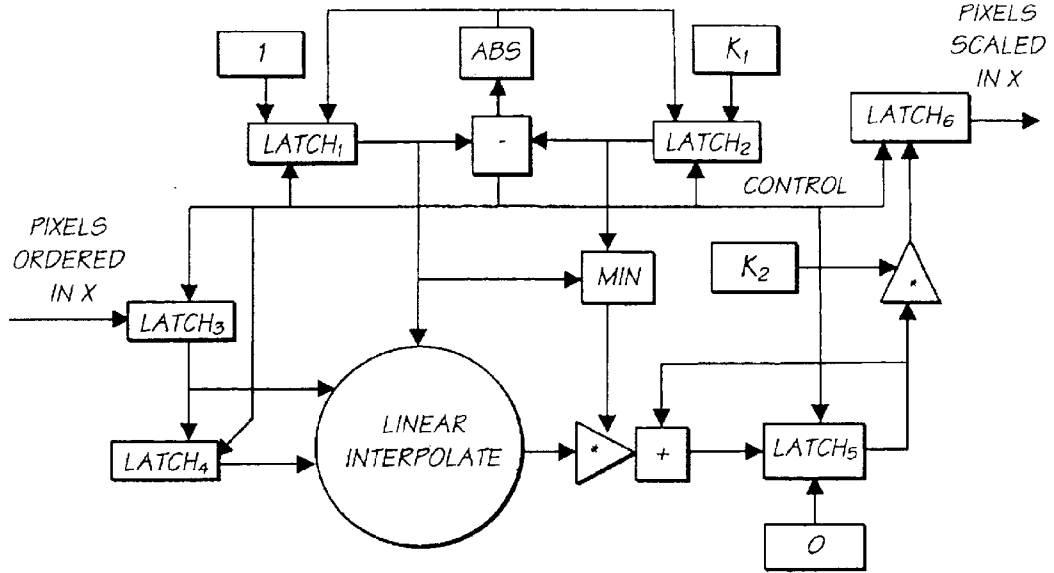 PIXELS
SCALED
IN X
1
ABS
K₁
LATCH₁
-
LATCH₂
LATCH₆
CONTROL
PIXELS
ORDERED
IN X
MIN
K₂
*
LATCH₃
LINEAR
INTERPOLATE
*
+
LATCH₅
LATCH₄
0